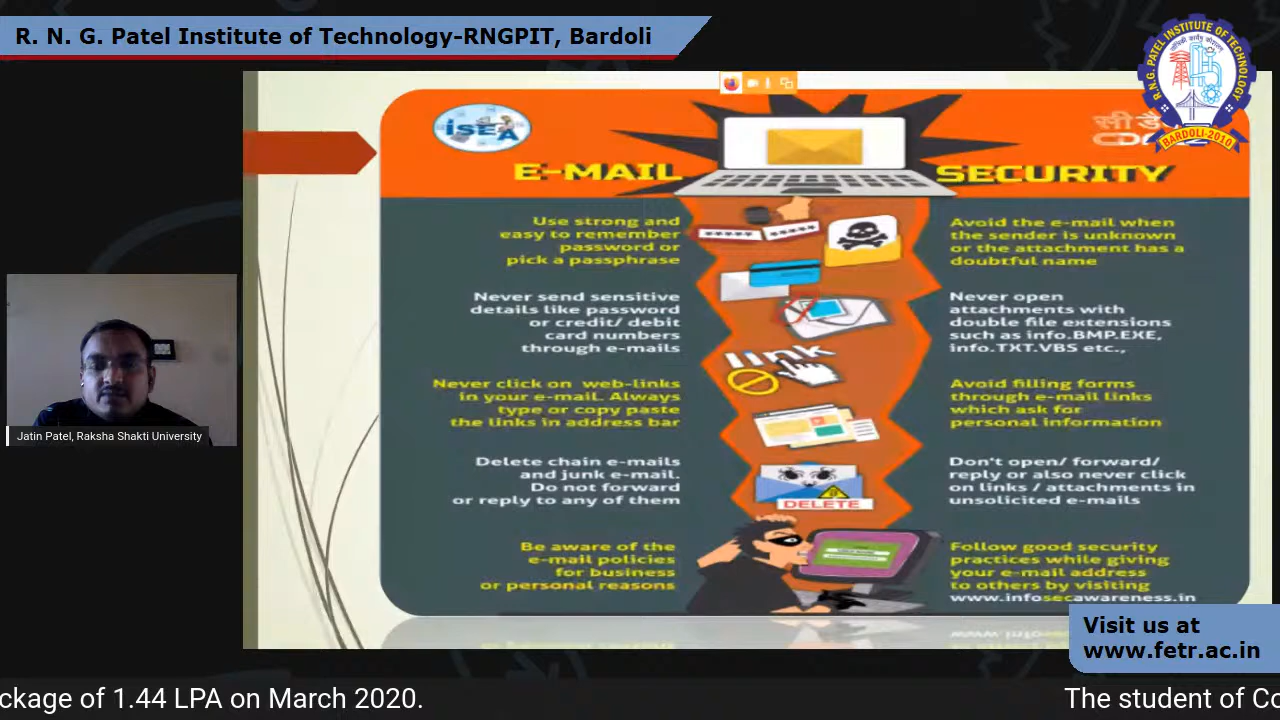 R. N. G. Patel Institute of Technology-RNGPIT, Bardoli
R.N.G.PATEL INSTITUTE OF TECHNOLOGY
BARDOLI-2010
ISEA
सी डे
E-MAIL SECURITY
Use strong and
easy to remember
password or
pick a passphrase
Avoid the e-mail when
the sender is unknown
or the attachment has a
doubtful name
Never send sensitive
details like password
or credit/ debit
card numbers
through e-mails
Never open
attachments with
double file extensions
such as info.BMP.EXE,
info.TXT.VBS etc.,
link
Never click on web-links
in your e-mail. Always
type or copy paste
the links in address bar
Avoid filling forms
through e-mail links
which ask for
personal information
Delete chain e-mails
and junk e-mail.
Do not forward
or reply to any of them
DELETE
Don't open/ forward/
reply or also never click
on links / attachments in
unsolicited e-mails
Be aware of the
e-mail policies
for business
or personal reasons
Follow good security
practices while giving
your e-mail address
to others by visiting
www.infosecawareness.in
Jatin Patel, Raksha Shakti University
Visit us at
www.fetr.ac.in
ckage of 1.44 LPA on March 2020.
The student of Co